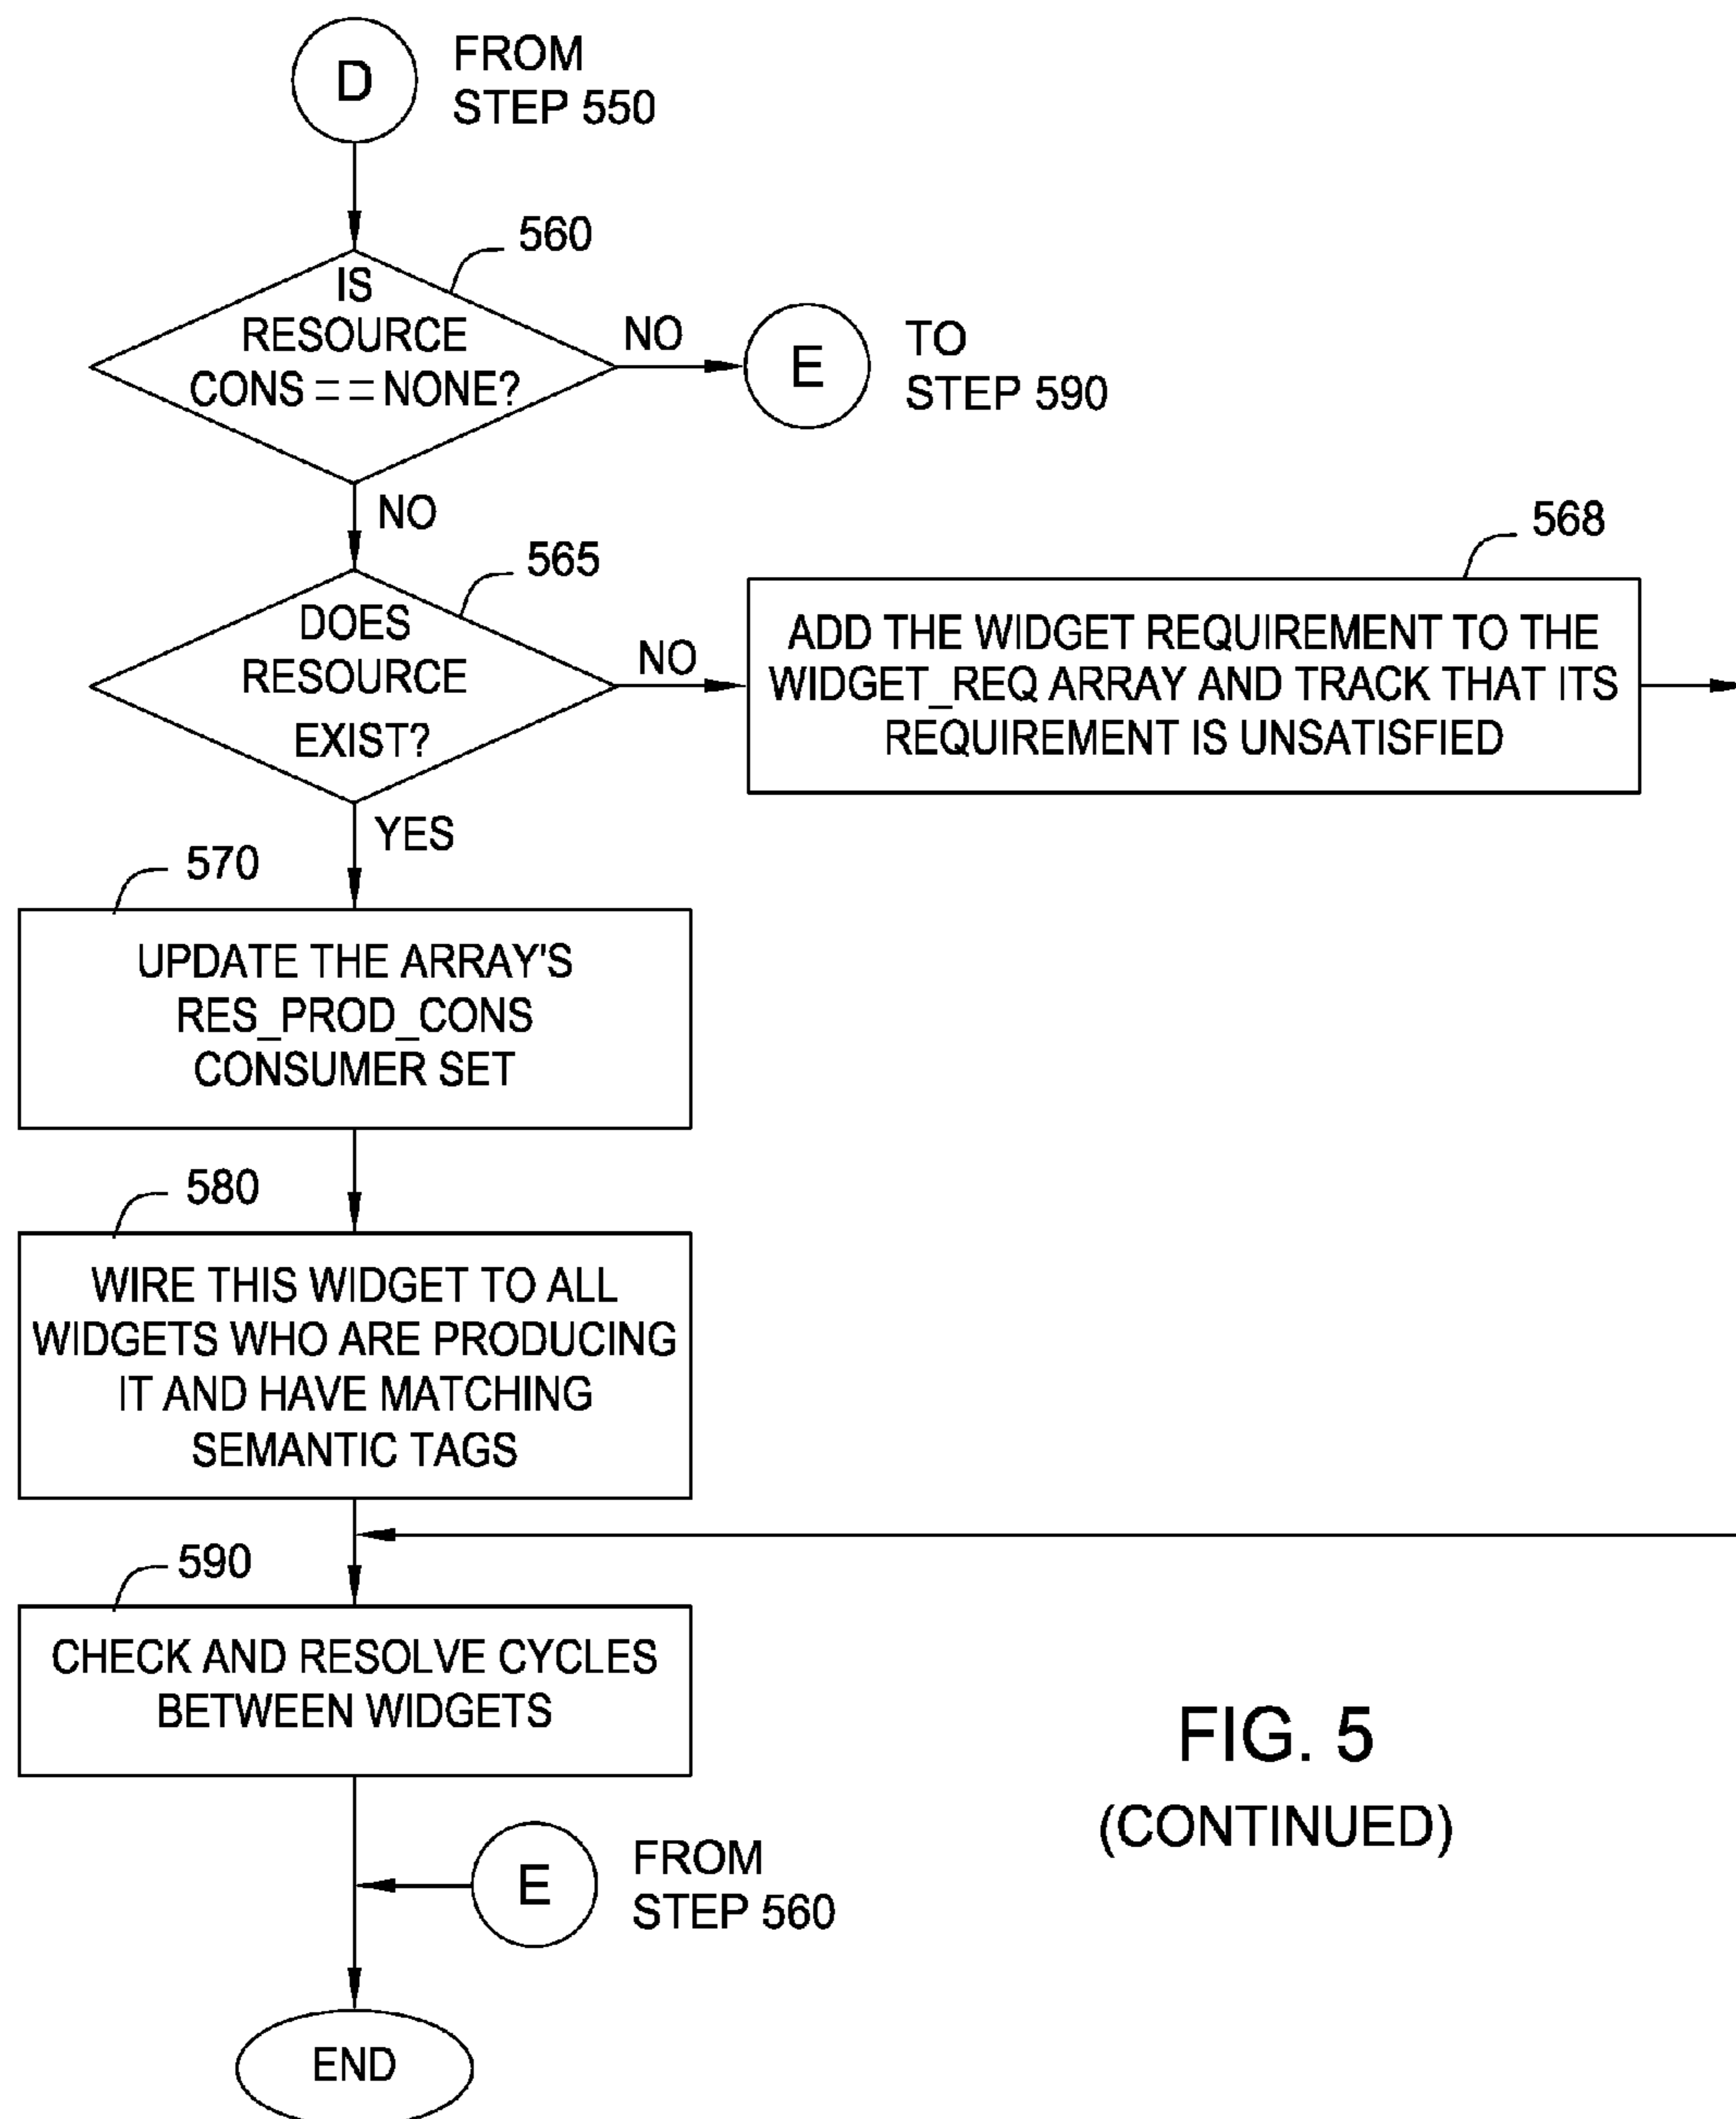 D
FROM
STEP 550
560
IS
RESOURCE
CONS == NONE?
NO
E
TO
STEP 590
NO
565
DOES
RESOURCE
EXIST?
NO
568
ADD THE WIDGET REQUIREMENT TO THE
WIDGET_REQ ARRAY AND TRACK THAT ITS
REQUIREMENT IS UNSATISFIED
YES
570
UPDATE THE ARRAY'S
RES_PROD_CONS
CONSUMER SET
580
WIRE THIS WIDGET TO ALL
WIDGETS WHO ARE PRODUCING
IT AND HAVE MATCHING
SEMANTIC TAGS
590
CHECK AND RESOLVE CYCLES
BETWEEN WIDGETS
E
FROM
STEP 560
END
FIG. 5
(CONTINUED)